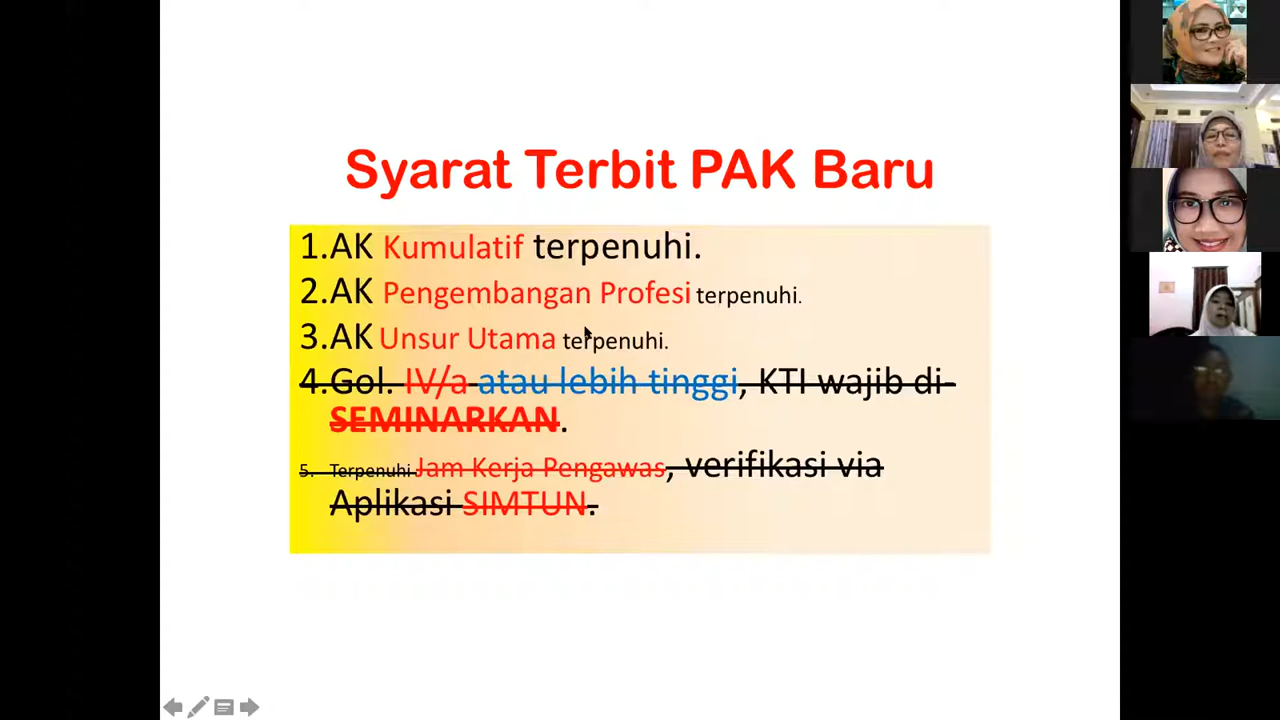 Syarat Terbit PAK Baru
1.AK Kumulatif terpenuhi.
2.AK Pengembangan Profesi terpenuhi.
3.AK Unsur Utama terpenuhi.
4.Gol. IV/a atau lebih tinggi, KTI wajib di-
SEMINARKAN.
5. Terpenuhi Jam Kerja Pengawas, verifikasi via
Aplikasi SIMTUN.